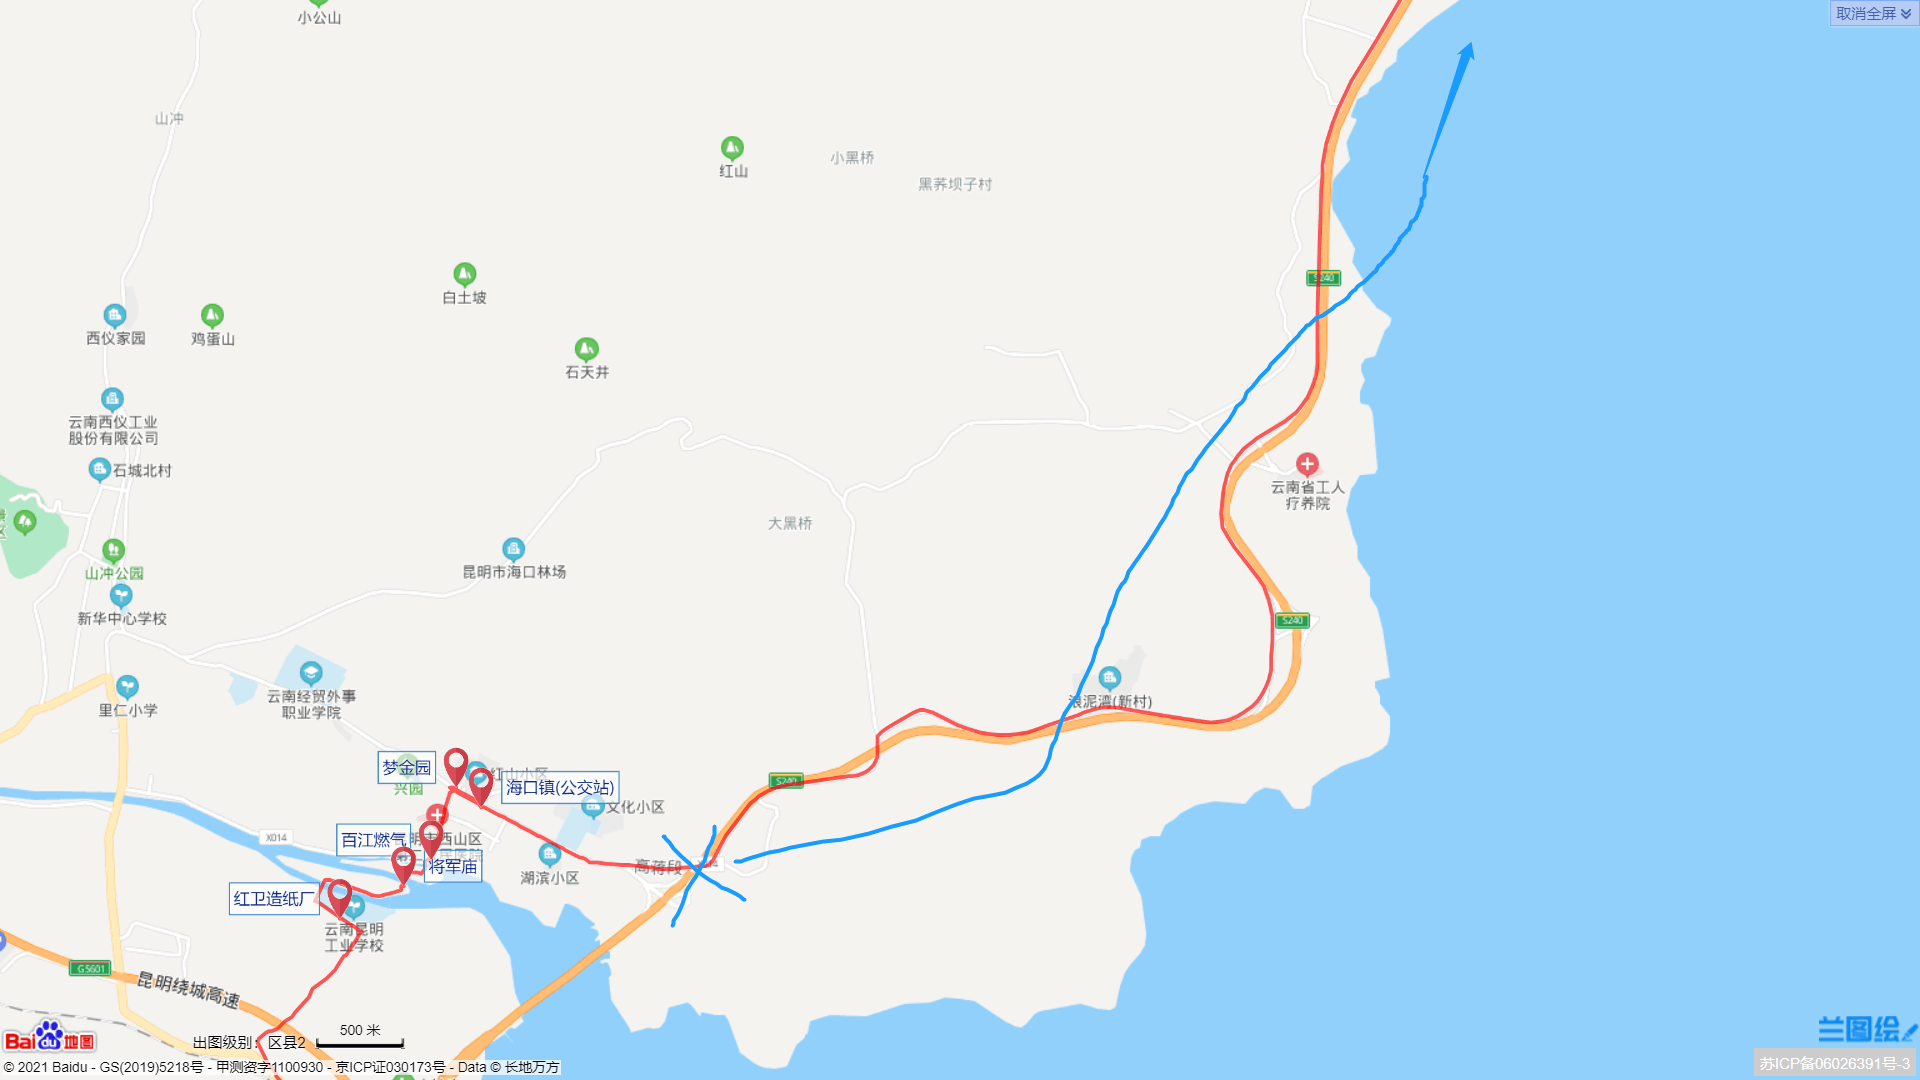 小公山
取消全屏
山冲
红山
小黑桥
黑荞坝子村
白土坡
S240
西仪家园
鸡蛋山
石天井
云南西仪工业
股份有限公司
石城北村
云南省工人
疗养院
大黑桥
昆明市海口林场
山冲公园
新华中心学校
S240
云南经贸外事
职业学院
里仁小学
浪泥湾(新村)
梦金园
红山小区
兴园
海口镇(公交站)
S240
文化小区
X014
百江燃气
西山区
将军庙
高蒋段
湖滨小区
红卫造纸厂
云南昆明
工业学校
G5601
昆明绕城高速
500 米
出图级别：区县2
Bai du 地图
兰图绘
© 2021 Baidu - GS(2019)5218号 - 甲测资字1100930 - 京ICP证030173号 - Data © 长地万方
苏ICP备06026391号-3